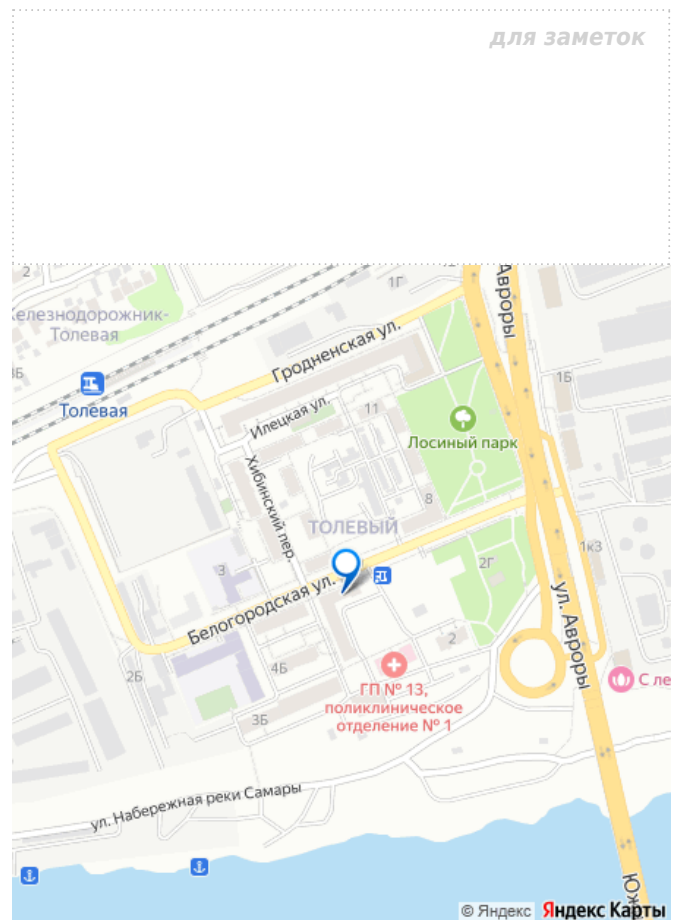 для заметок
2
1Г
Авроры
Железнодорожник-
Толевая
Гродненская ул.
1Б
Толевая
Илецкая ул.
11
Лосиный парк
Хибинский пер.
8
ТОЛЕВЫЙ
1к3
2Г
3
Белогородская ул.
ул. Авроры
2
2Б
4Б
ГП № 13,
поликлиническое
отделение № 1
С ле
3Б
ул. Набережная реки Самары
Юж
© Яндекс Яндекс Карты